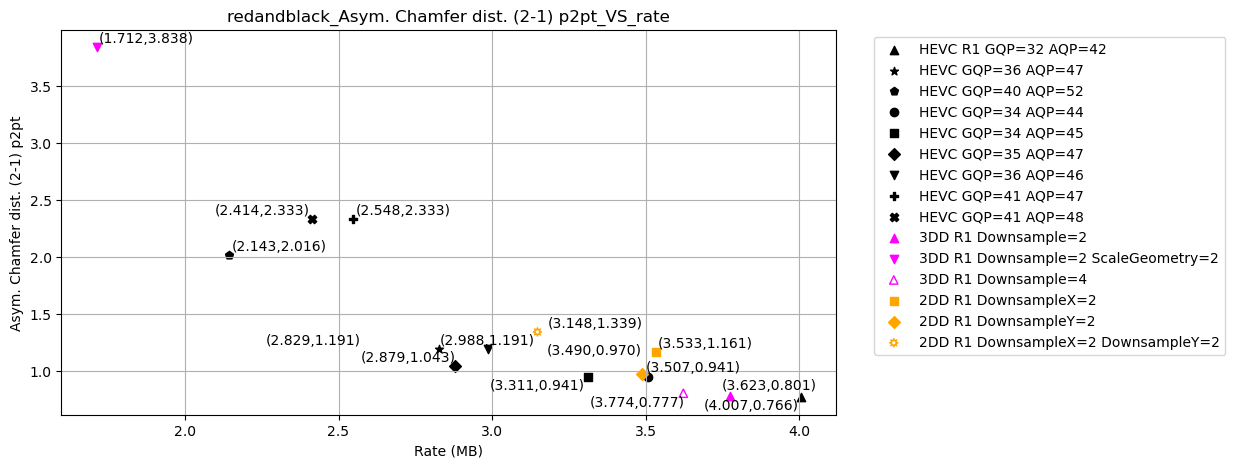 redandblack_Asym. Chamfer dist. (2-1) p2pt_VS_rate
(1.712,3.838)
(2.414,2.333)
(2.548,2.333)
(2.143,2.016)
(3.148,1.339)
(2.829,1.191)
(2.988,1.191)
(3.490,0.970)
(3.533,1.161)
(2.879,1.043)
(3.507,0.941)
(3.311,0.941)
(3.623,0.801)
(3.774,0.777)
(4.007,0.766)
3.5
3.0
2.5
2.0
1.5
1.0
Asym. Chamfer dist. (2-1) p2pt
2.0
2.5
3.0
3.5
4.0
Rate (MB)
HEVC R1 GQP=32 AQP=42
HEVC GQP=36 AQP=47
HEVC GQP=40 AQP=52
HEVC GQP=34 AQP=44
HEVC GQP=34 AQP=45
HEVC GQP=35 AQP=47
HEVC GQP=36 AQP=46
HEVC GQP=41 AQP=47
HEVC GQP=41 AQP=48
3DD R1 Downsample=2
3DD R1 Downsample=2 ScaleGeometry=2
3DD R1 Downsample=4
2DD R1 DownsampleX=2
2DD R1 DownsampleY=2
2DD R1 DownsampleX=2 DownsampleY=2